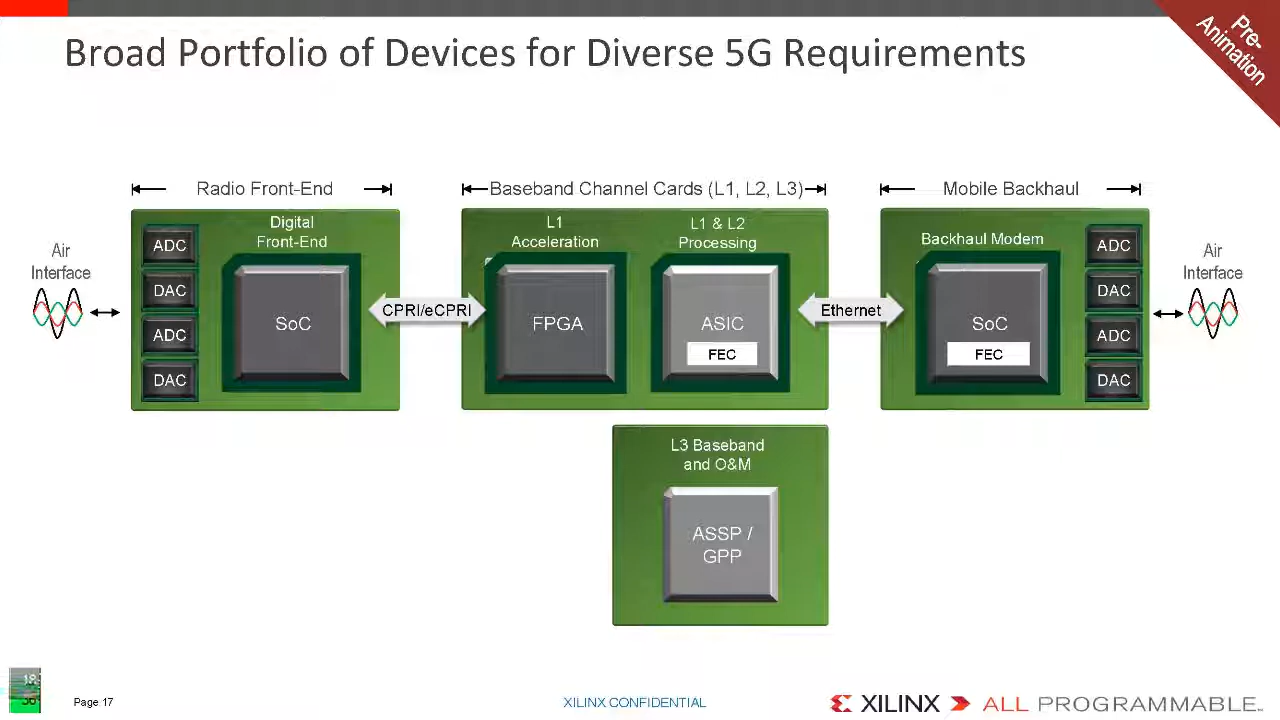 Broad Portfolio of Devices for Diverse 5G Requirements
Pre-
Animation
Radio Front-End
Baseband Channel Cards (L1, L2, L3)
Mobile Backhaul
Air
Interface
ADC
DAC
ADC
DAC
Digital
Front-End
SoC
CPRI/eCPRI
L1
Acceleration
FPGA
L1 & L2
Processing
ASIC
FEC
Ethernet
Backhaul Modem
SoC
FEC
ADC
DAC
ADC
DAC
Air
Interface
L3 Baseband
and O&M
ASSP /
GPP
Page 17
XILINX CONFIDENTIAL
XILINX
ALL PROGRAMMABLE™